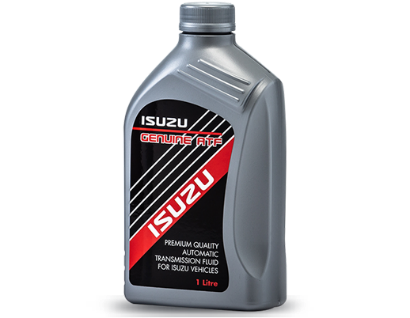 ISUZU
GENUINE ATF
ISUZU
PREMIUM QUALITY
AUTOMATIC
TRANSMISSION FLUID
FOR ISUZU VEHICLES
1 Litre